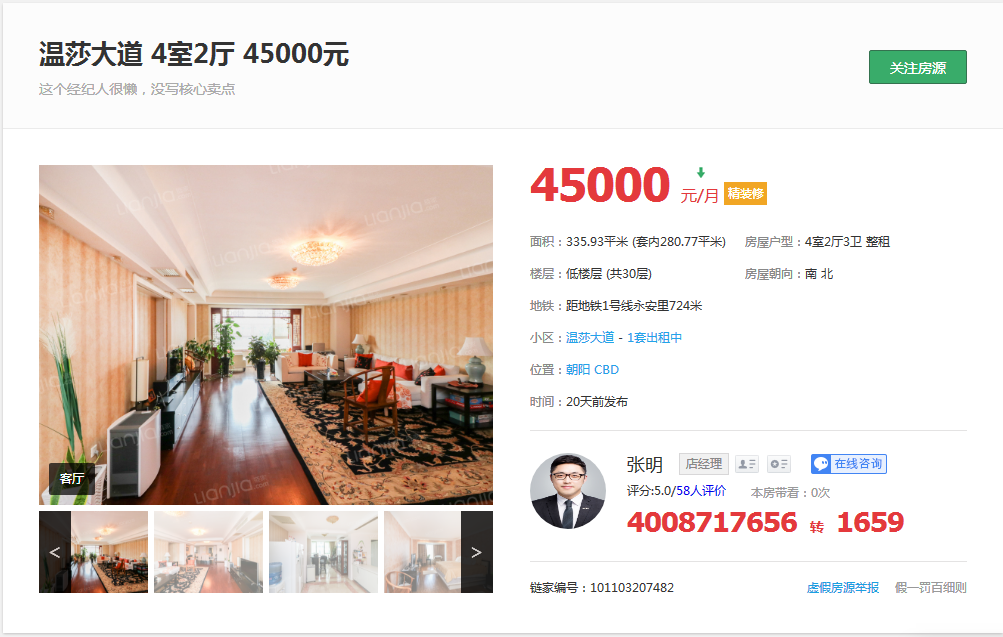 温莎大道 4室2厅 45000元
这个经纪人很懒，没写核心卖点
关注房源
45000 元/月 精装修
面积：335.93平米 (套内280.77平米) 房屋户型：4室2厅3卫 整租
楼层：低楼层 (共30层) 房屋朝向：南 北
地铁：距地铁1号线永安里724米
小区：温莎大道 - 1套出租中
位置：朝阳 CBD
时间：20天前发布
客厅
< >
张明 店经理 在线咨询
评分:5.0/58人评价 本房带看：0次
4008717656 转 1659
链家编号：101103207482 虚假房源举报 假一罚百细则
lianjia